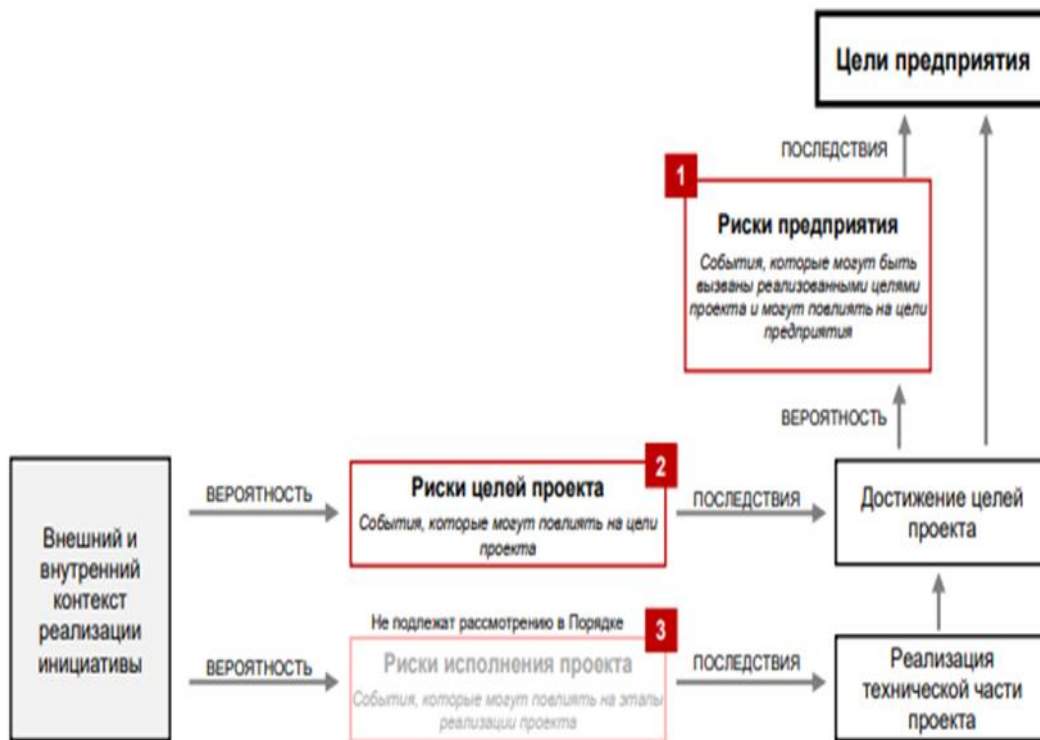 Цели предприятия
ПОСЛЕДСТВИЯ
1
Риски предприятия
События, которые могут быть
вызваны реализованными целями
проекта и могут повлиять на цели
предприятия
ВЕРОЯТНОСТЬ
Внешний и
внутренний
контекст
реализации
инициативы
ВЕРОЯТНОСТЬ
2
Риски целей проекта
События, которые могут повлиять на цели
проекта
ПОСЛЕДСТВИЯ
Достижение целей
проекта
Не подлежат рассмотрению в Порядке
3
ВЕРОЯТНОСТЬ
Риски исполнения проекта
События, которые могут повлиять на этапы
реализации проекта
ПОСЛЕДСТВИЯ
Реализация
технической части
проекта